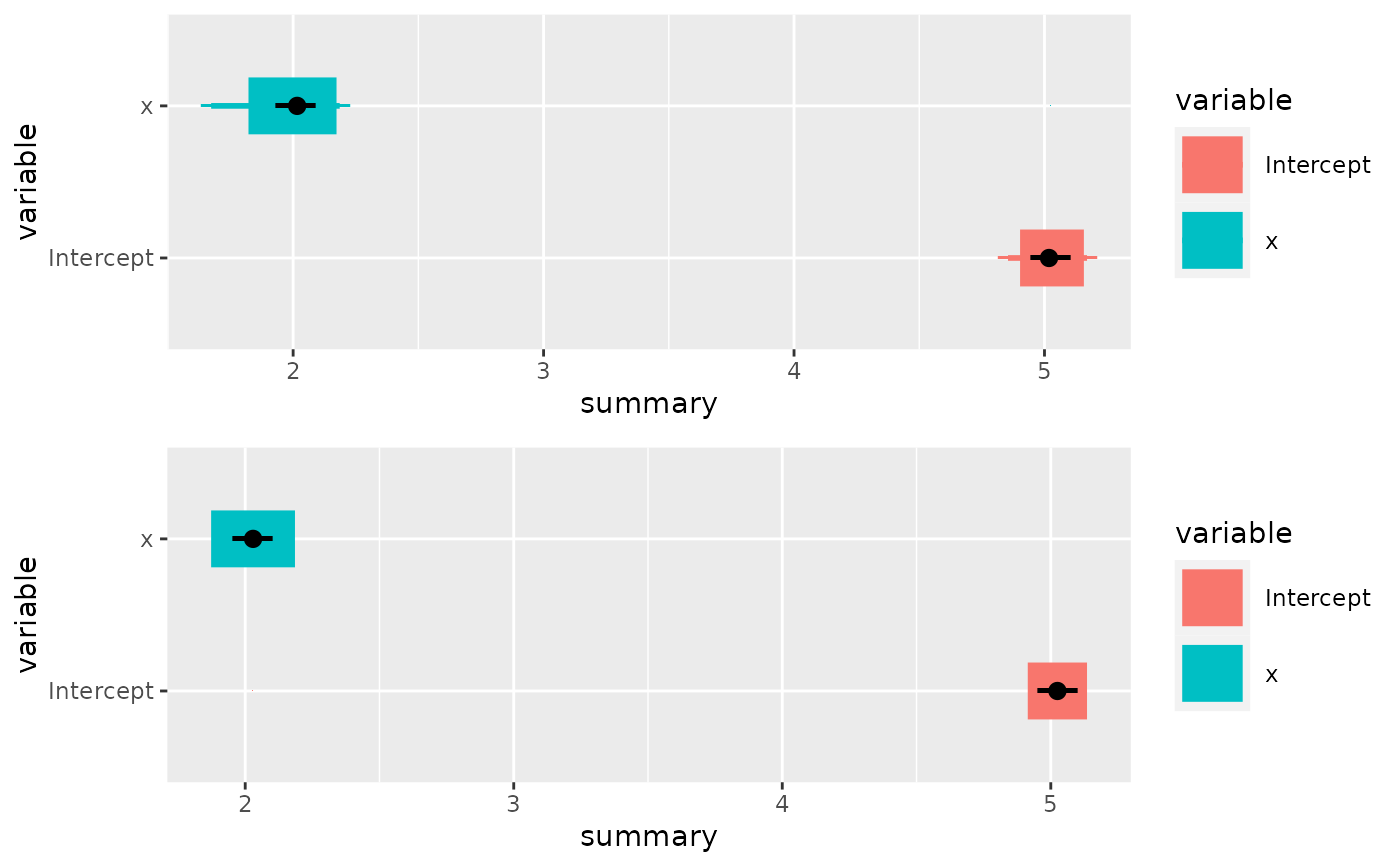 variable
x
Intercept
2 3 4 5
summary
variable
Intercept
x
variable
x
Intercept
2 3 4 5
summary
variable
Intercept
x